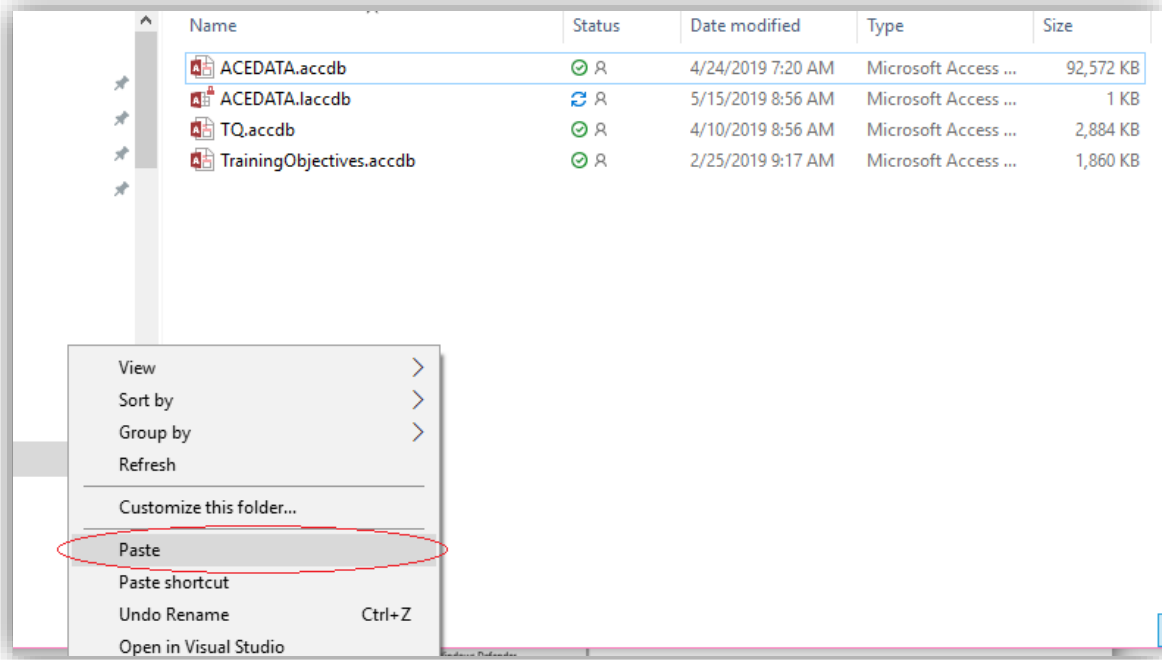 Name Status Date modified Type Size
ACEDATA.accdb 4/24/2019 7:20 AM Microsoft Access ... 92,572 KB
ACEDATA.laccdb 5/15/2019 8:56 AM Microsoft Access ... 1 KB
TQ.accdb 4/10/2019 8:56 AM Microsoft Access ... 2,884 KB
TrainingObjectives.accdb 2/25/2019 9:17 AM Microsoft Access ... 1,860 KB
View
Sort by
Group by
Refresh
Customize this folder...
Paste
Paste shortcut
Undo Rename Ctrl+Z
Open in Visual Studio